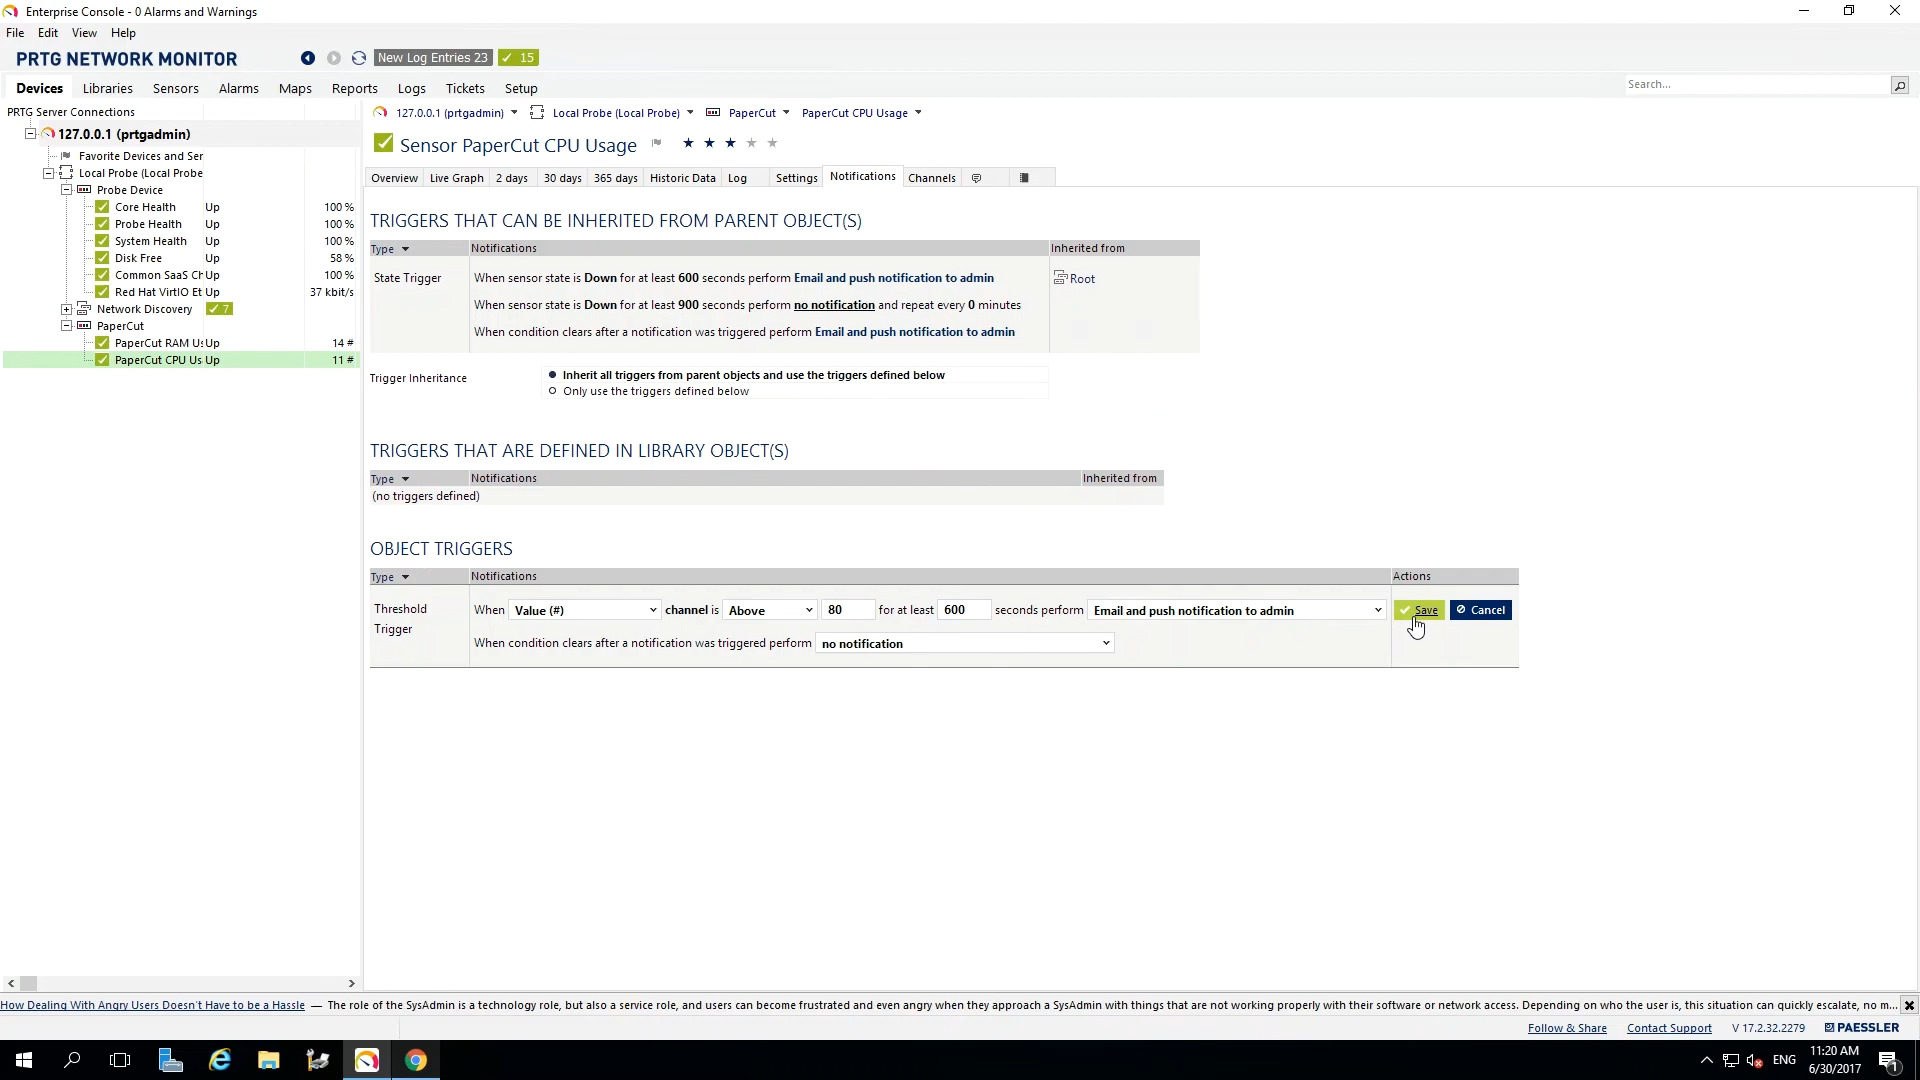 Enterprise Console - 0 Alarms and Warnings
File Edit View Help
PRTG NETWORK MONITOR New Log Entries 23 15
Devices Libraries Sensors Alarms Maps Reports Logs Tickets Setup Search...
PRTG Server Connections
127.0.0.1 (prtgadmin)
Favorite Devices and Ser
Local Probe (Local Probe
Probe Device
Core Health Up 100 %
Probe Health Up 100 %
System Health Up 100 %
Disk Free Up 58 %
Common SaaS Ch Up 100 %
Red Hat VirtIO Et Up 37 kbit/s
Network Discovery 7
PaperCut
PaperCut RAM Us Up 14 #
PaperCut CPU Us Up 11 #
127.0.0.1 (prtgadmin) Local Probe (Local Probe) PaperCut PaperCut CPU Usage
Sensor PaperCut CPU Usage
Overview Live Graph 2 days 30 days 365 days Historic Data Log Settings Notifications Channels
TRIGGERS THAT CAN BE INHERITED FROM PARENT OBJECT(S)
Type Notifications Inherited from
State Trigger When sensor state is Down for at least 600 seconds perform Email and push notification to admin Root
When sensor state is Down for at least 900 seconds perform no notification and repeat every 0 minutes
When condition clears after a notification was triggered perform Email and push notification to admin
Trigger Inheritance Inherit all triggers from parent objects and use the triggers defined below
Only use the triggers defined below
TRIGGERS THAT ARE DEFINED IN LIBRARY OBJECT(S)
Type Notifications Inherited from
(no triggers defined)
OBJECT TRIGGERS
Type Notifications Actions
Threshold Trigger When Value (#) channel is Above 80 for at least 600 seconds perform Email and push notification to admin Save Cancel
When condition clears after a notification was triggered perform no notification
How Dealing With Angry Users Doesn't Have to be a Hassle — The role of the SysAdmin is a technology role, but also a service role, and users can become frustrated and even angry when they approach a SysAdmin with things that are not working properly with their software or network access. Depending on who the user is, this situation can quickly escalate, no m...
Follow & Share Contact Support V 17.2.32.2279 PAESSLER
ENG 11:20 AM
6/30/2017 1